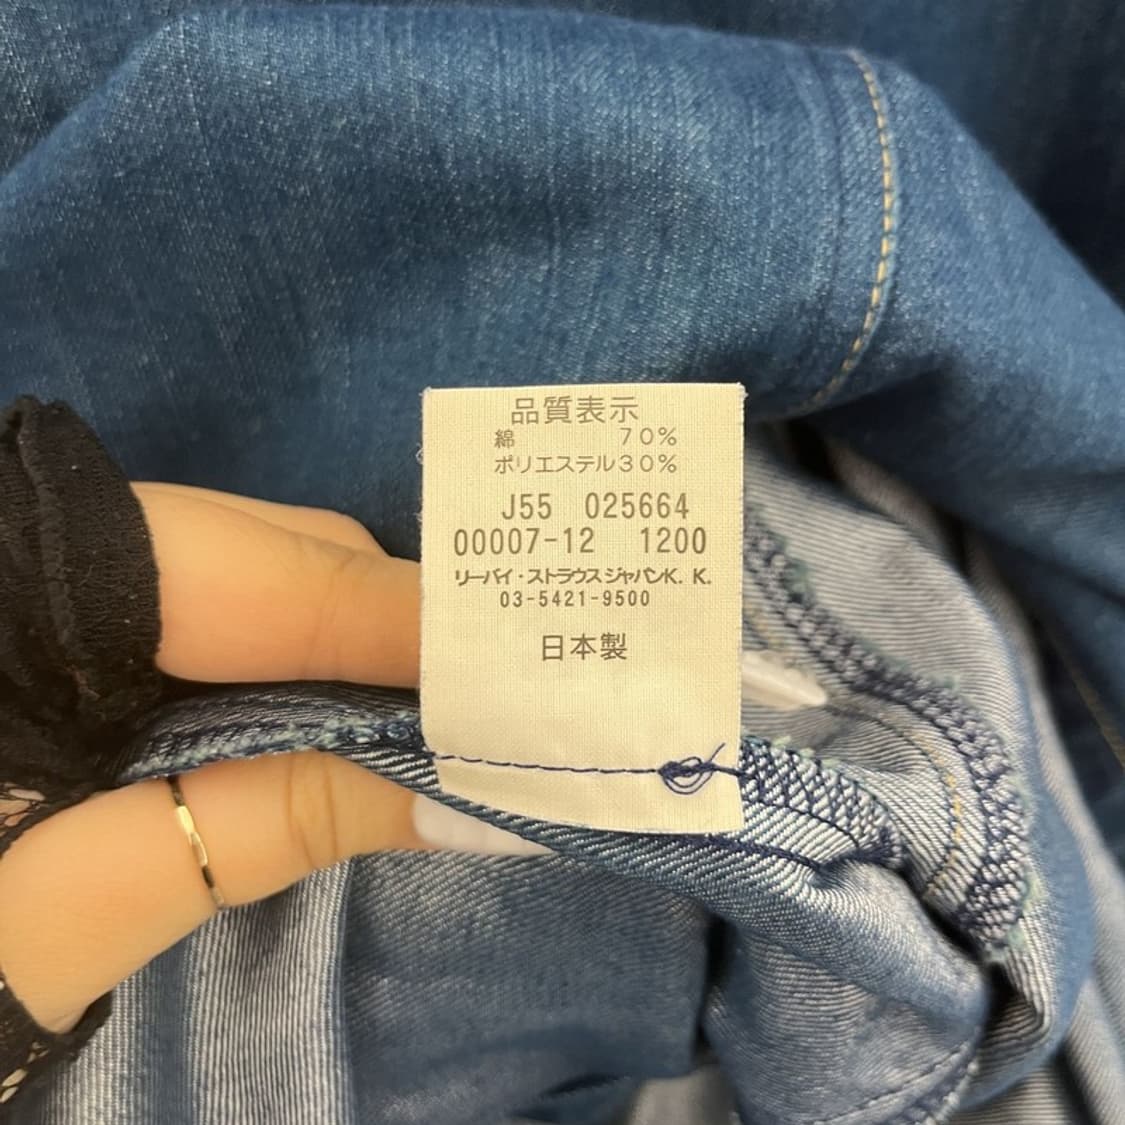 品質表示
綿 70%
ポリエステル30%
J55 025664
00007-12 1200
リーバイ・ストラウスジャパンK. K.
03-5421-9500
日本製